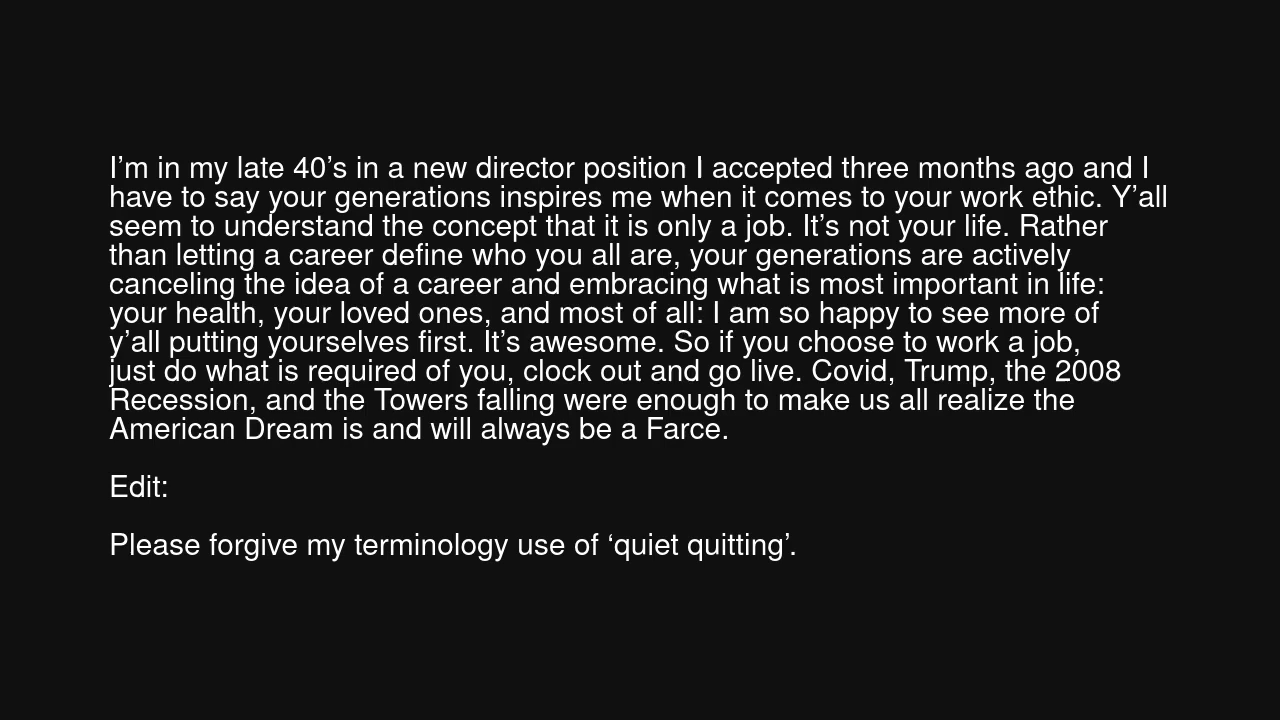 I’m in my late 40’s in a new director position I accepted three months ago and I
have to say your generations inspires me when it comes to your work ethic. Y’all
seem to understand the concept that it is only a job. It’s not your life. Rather
than letting a career define who you all are, your generations are actively
canceling the idea of a career and embracing what is most important in life:
your health, your loved ones, and most of all: I am so happy to see more of
y’all putting yourselves first. It’s awesome. So if you choose to work a job,
just do what is required of you, clock out and go live. Covid, Trump, the 2008
Recession, and the Towers falling were enough to make us all realize the
American Dream is and will always be a Farce.
Edit:
Please forgive my terminology use of ‘quiet quitting’.